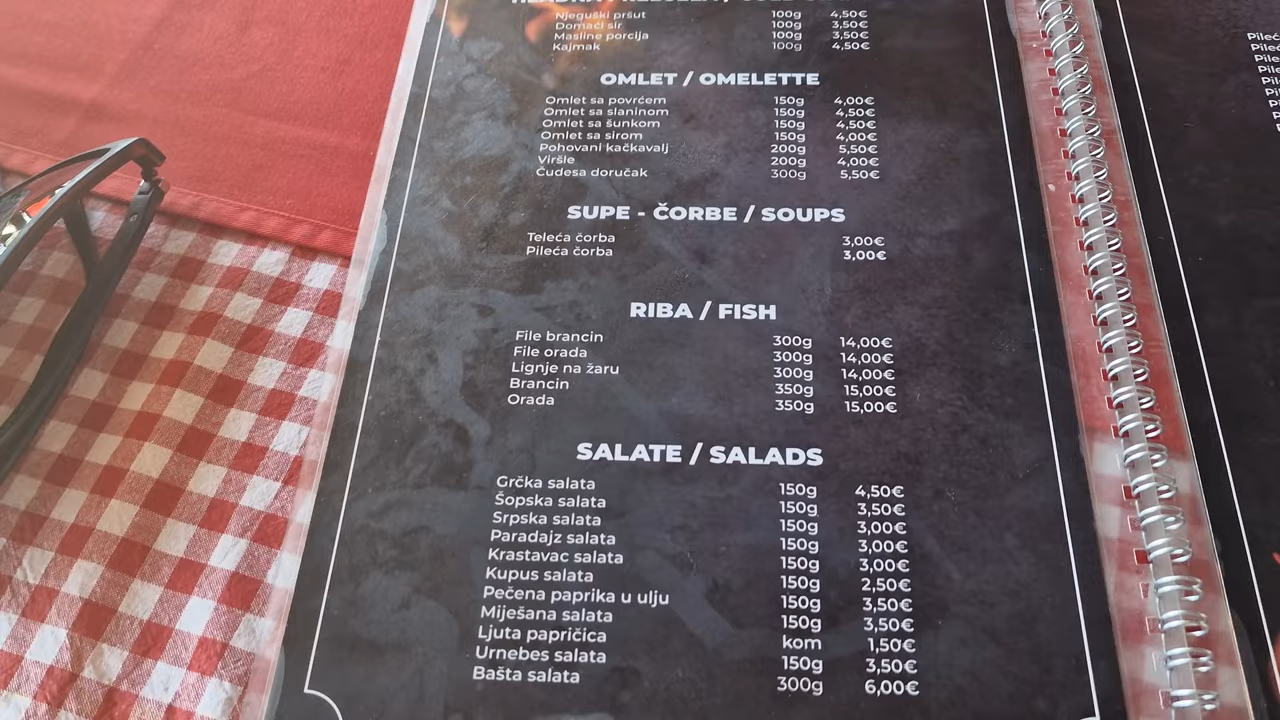 Njeguški pršut 100g 4,50€
Domaći sir 100g 3,50€
Masline porcija 100g 3,50€
Kajmak 100g 4,50€
OMLET / OMELETTE
Omlet sa povrćem 150g 4,00€
Omlet sa slaninom 150g 4,50€
Omlet sa šunkom 150g 4,50€
Omlet sa sirom 150g 4,00€
Pohovani kačkavalj 200g 5,50€
Viršle 200g 4,00€
Čudesa doručak 300g 5,50€
SUPE - ČORBE / SOUPS
Teleća čorba 3,00€
Pileća čorba 3,00€
RIBA / FISH
File brancin 300g 14,00€
File orada 300g 14,00€
Lignje na žaru 300g 14,00€
Brancin 350g 15,00€
Orada 350g 15,00€
SALATE / SALADS
Grčka salata 150g 4,50€
Šopska salata 150g 3,50€
Srpska salata 150g 3,00€
Paradajz salata 150g 3,00€
Krastavac salata 150g 3,00€
Kupus salata 150g 2,50€
Pečena paprika u ulju 150g 3,50€
Miješana salata 150g 3,50€
Ljuta papričica kom 1,50€
Urnebes salata 150g 3,50€
Bašta salata 300g 6,00€